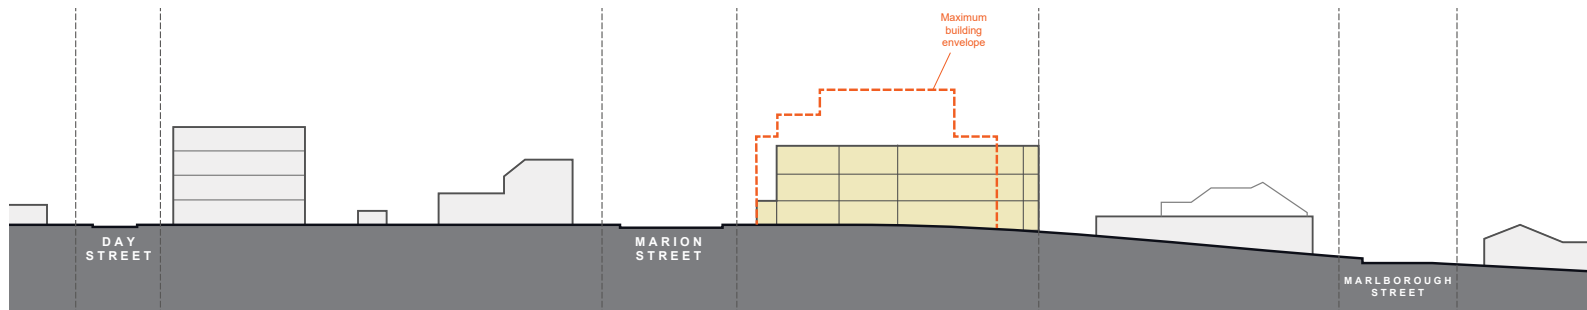 Maximum
building
envelope
DAY
STREET
MARION
STREET
MARLBOROUGH
STREET